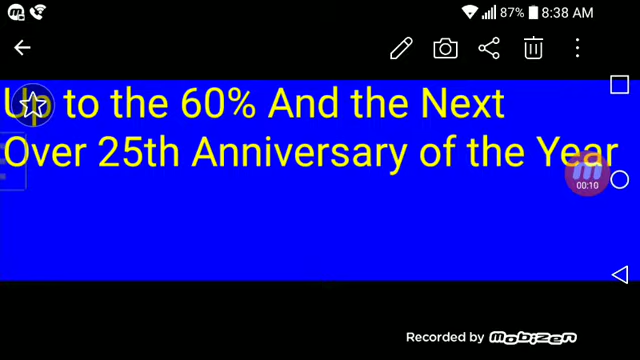 87% 8:38 AM
Up to the 60% And the Next
Over 25th Anniversary of the Year
00:10
Recorded by Mobizen